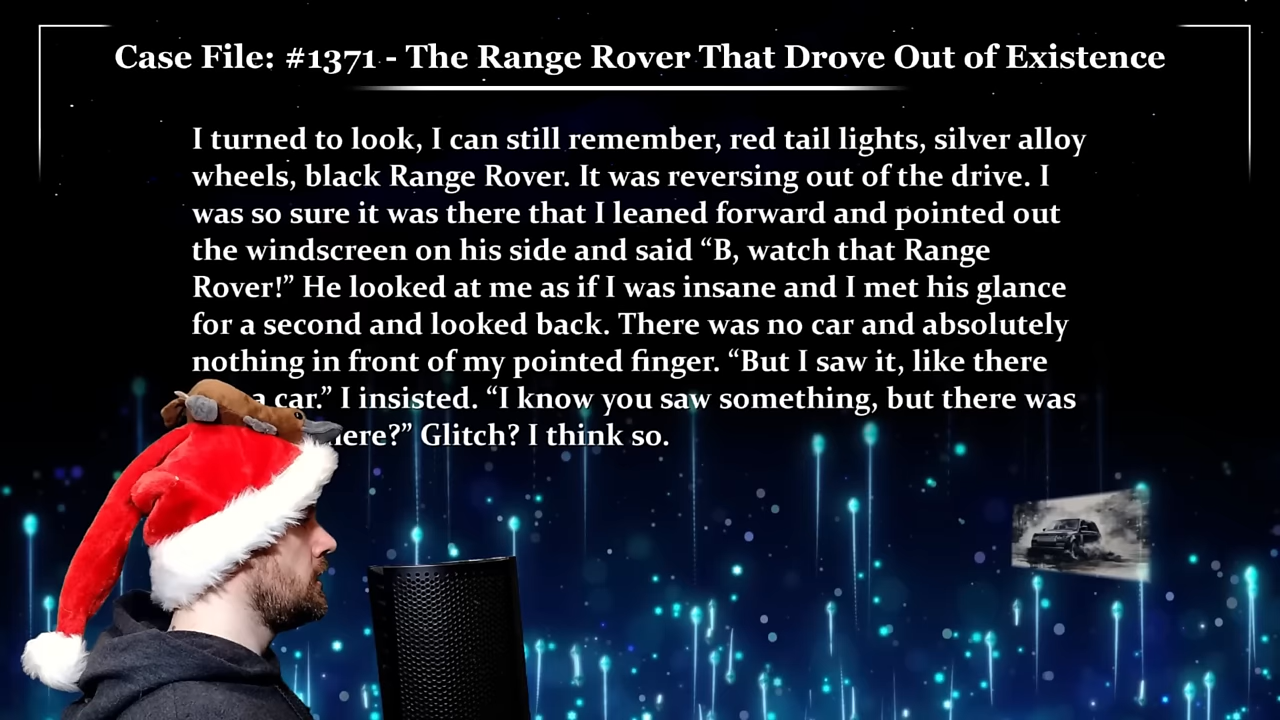 Case File: #1371 - The Range Rover That Drove Out of Existence
I turned to look, I can still remember, red tail lights, silver alloy
wheels, black Range Rover. It was reversing out of the drive. I
was so sure it was there that I leaned forward and pointed out
the windscreen on his side and said “B, watch that Range
Rover!” He looked at me as if I was insane and I met his glance
for a second and looked back. There was no car and absolutely
nothing in front of my pointed finger. “But I saw it, like there
a car.” I insisted. “I know you saw something, but there was
Glitch? I think so.